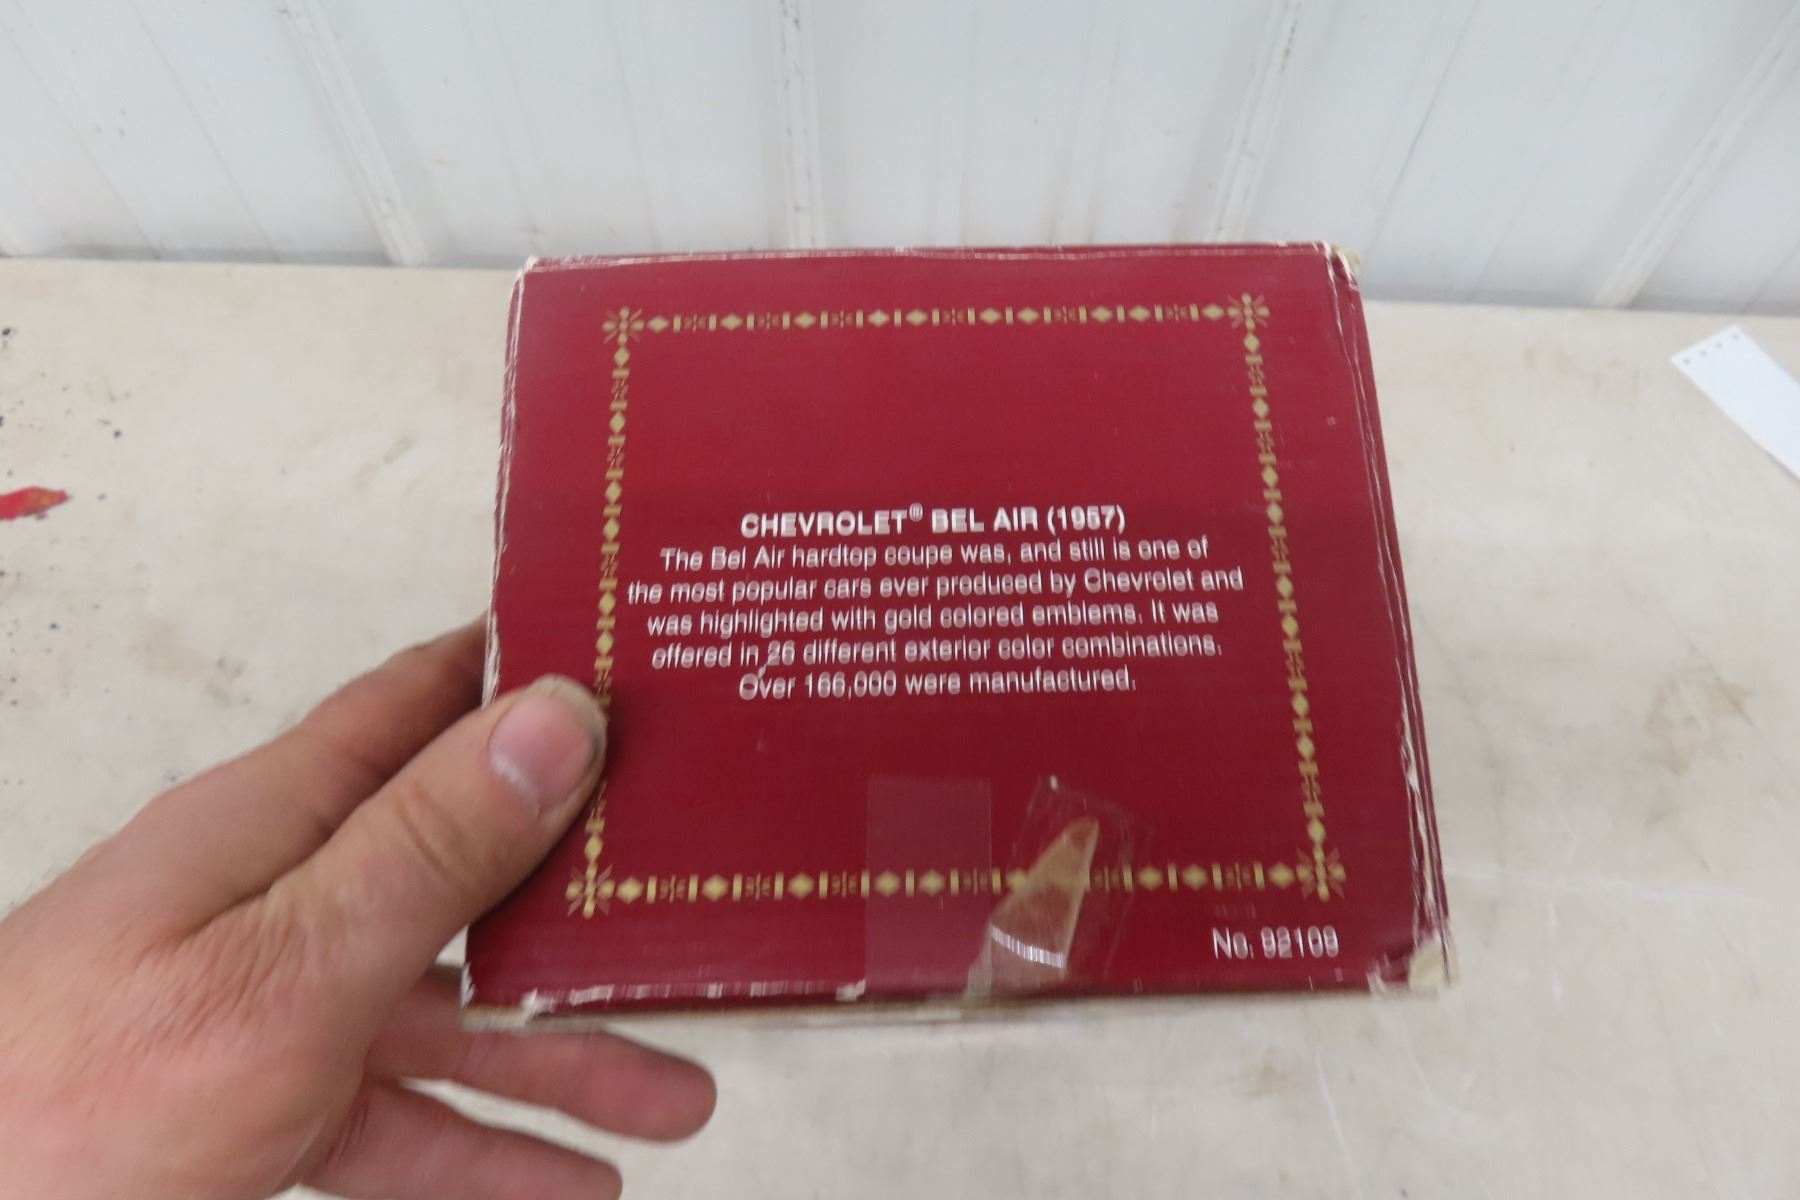 CHEVROLET® BEL AIR (1957)
The Bel Air hardtop coupe was, and still is one of
the most popular cars ever produced by Chevrolet and
was highlighted with gold colored emblems. It was
offered in 26 different exterior color combinations.
Over 166,000 were manufactured.
No. 92109